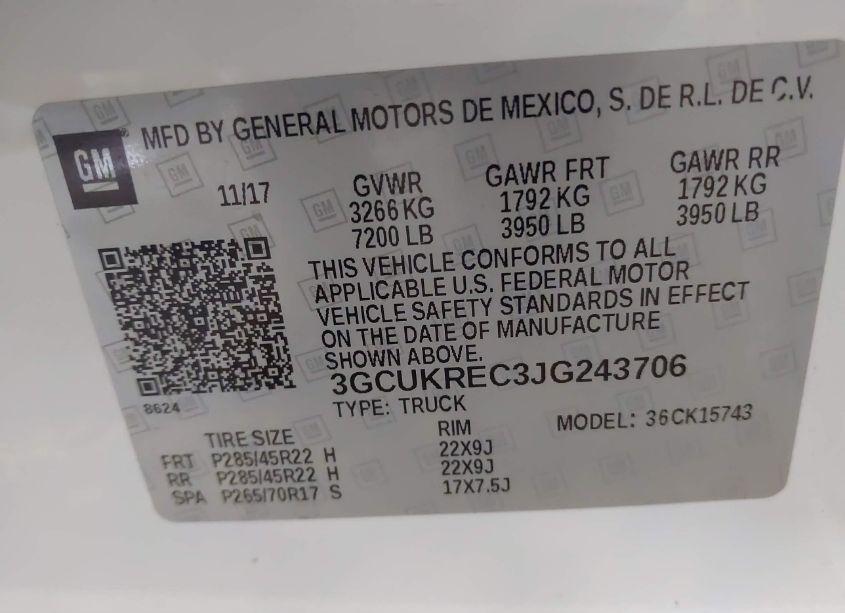 GM
MFD BY GENERAL MOTORS DE MEXICO, S. DE R.L. DE C.V.
11/17
GVWR
3266 KG
7200 LB
GAWR FRT
1792 KG
3950 LB
GAWR RR
1792 KG
3950 LB
THIS VEHICLE CONFORMS TO ALL
APPLICABLE U.S. FEDERAL MOTOR
VEHICLE SAFETY STANDARDS IN EFFECT
ON THE DATE OF MANUFACTURE
SHOWN ABOVE.
3GCUKREC3JG243706
8624
TYPE: TRUCK
MODEL: 36CK15743
TIRE SIZE RIM
FRT P285/45R22 H 22X9J
RR P285/45R22 H 22X9J
SPA P265/70R17 S 17X7.5J